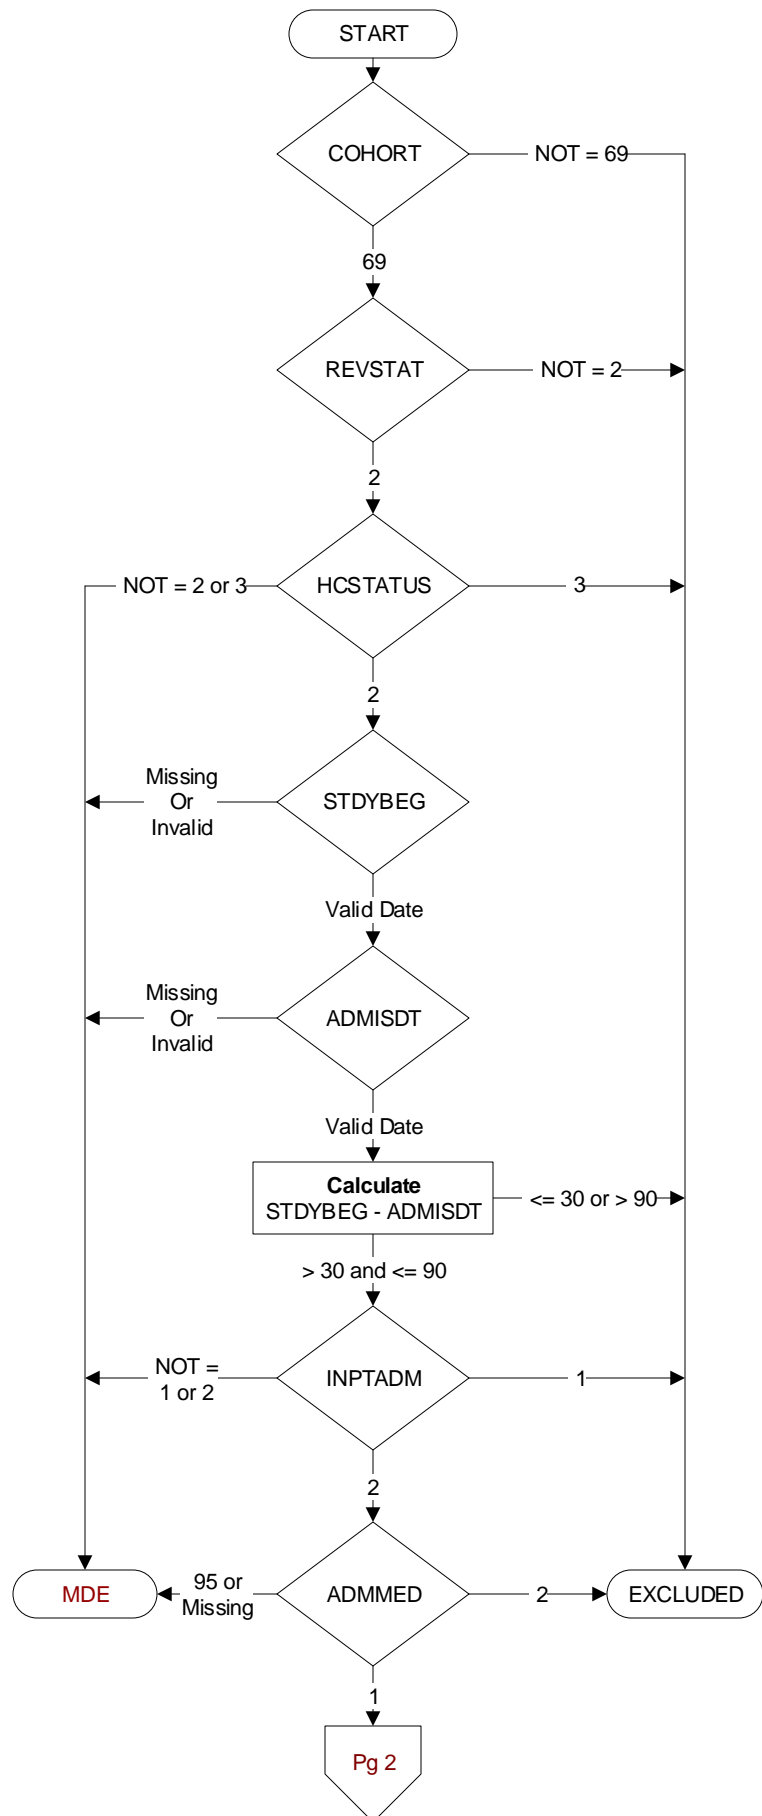 START
COHORT
NOT = 69
69
REVSTAT
NOT = 2
2
NOT = 2 or 3
HCSTATUS
3
2
Missing
Or
Invalid
STDYBEG
Valid Date
Missing
Or
Invalid
ADMISDT
Valid Date
Calculate
STDYBEG - ADMISDT
<= 30 or > 90
> 30 and <= 90
NOT =
1 or 2
INPTADM
1
2
MDE
95 or
Missing
ADMMED
2
EXCLUDED
1
Pg 2